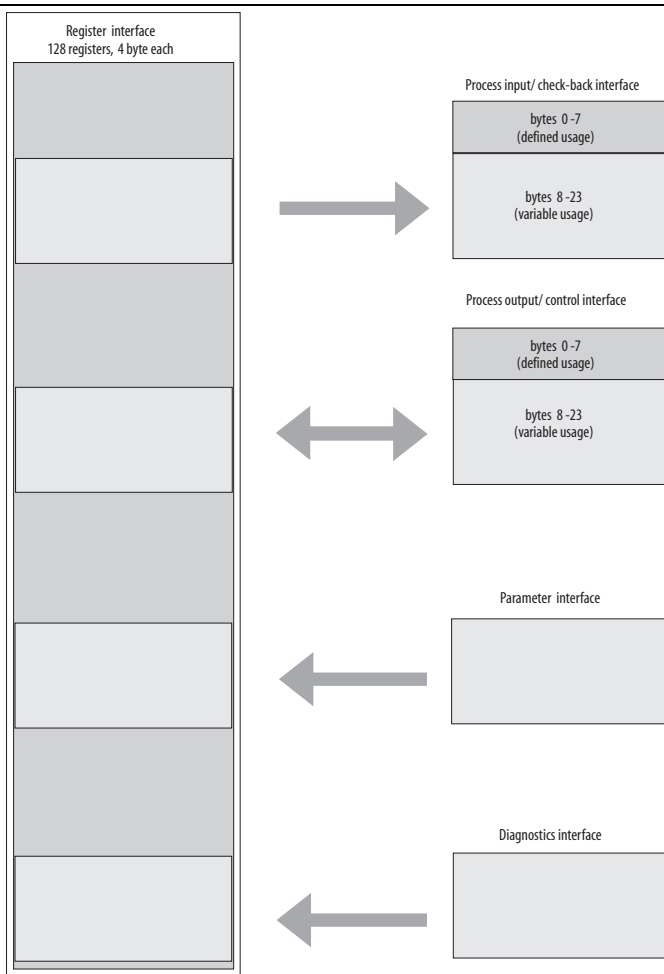 Register interface
128 registers, 4 byte each
Process input/ check-back interface
bytes 0 -7
(defined usage)
bytes 8 -23
(variable usage)
Process output/ control interface
bytes 0 -7
(defined usage)
bytes 8 -23
(variable usage)
Parameter interface
Diagnostics interface